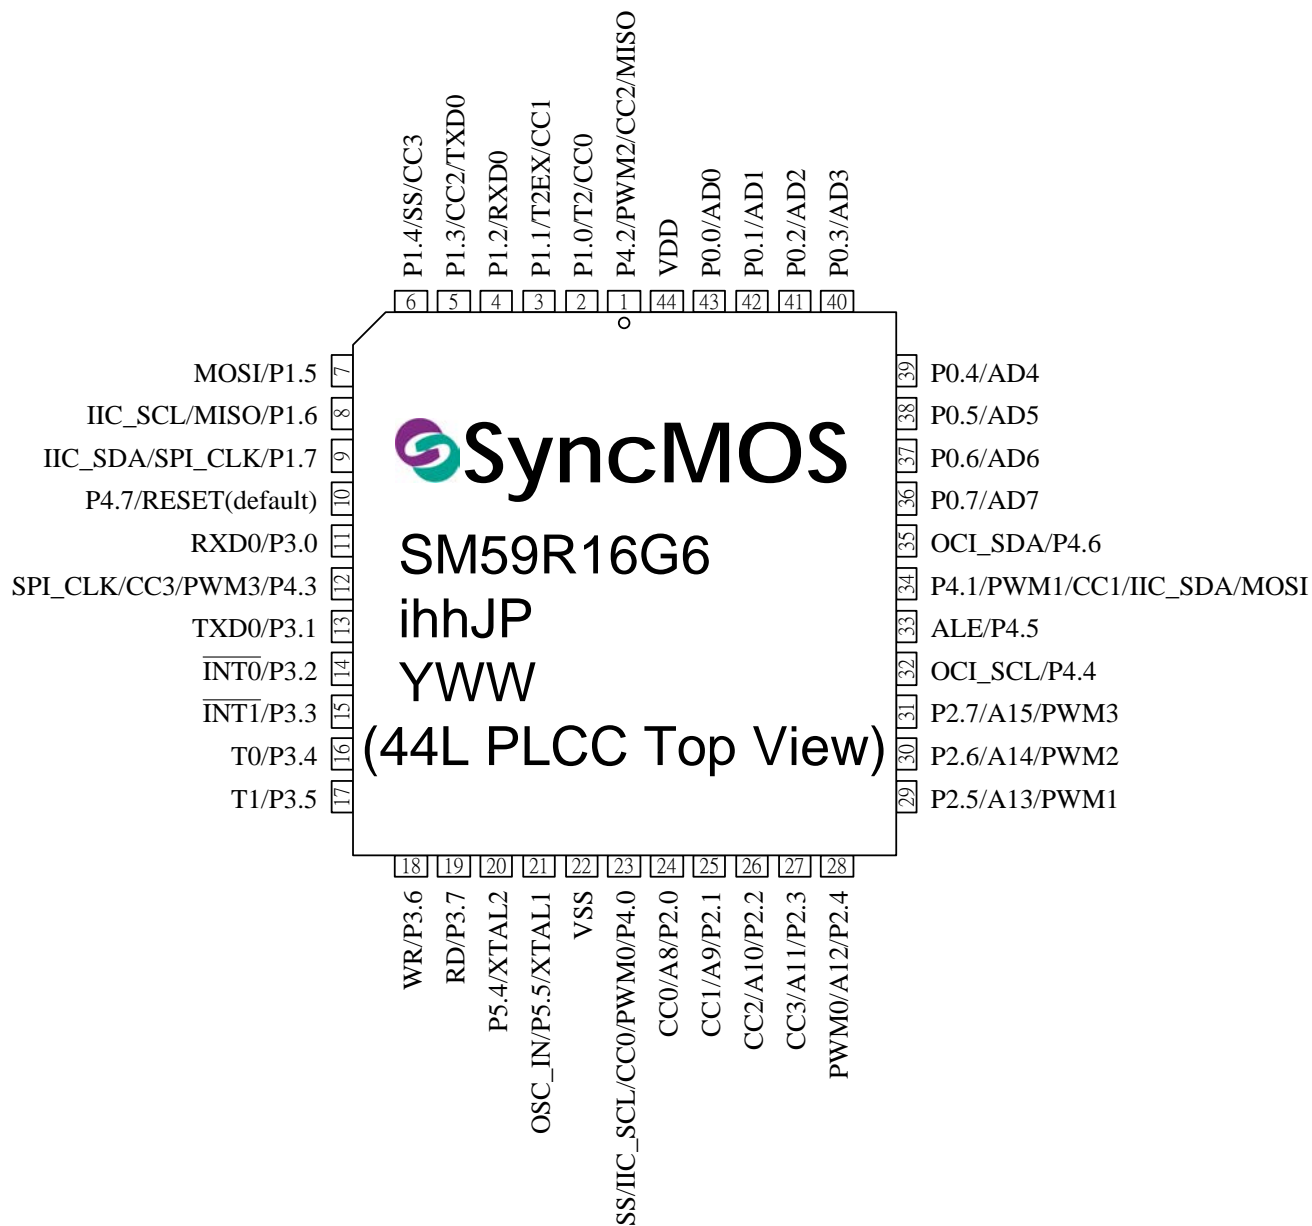 P1.4/SS/CC3
P1.3/CC2/TXD0
P1.2/RXD0
P1.1/T2EX/CC1
P1.0/T2/CC0
P4.2/PWM2/CC2/MISO
VDD
P0.0/AD0
P0.1/AD1
P0.2/AD2
P0.3/AD3
6
5
4
3
2
1
44
43
42
41
40
MOSI/P1.5 7
IIC_SCL/MISO/P1.6 8
IIC_SDA/SPI_CLK/P1.7 9
P4.7/RESET(default) 10
RXD0/P3.0 11
SPI_CLK/CC3/PWM3/P4.3 12
TXD0/P3.1 13
INT0/P3.2 14
INT1/P3.3 15
T0/P3.4 16
T1/P3.5 17
SyncMOS
SM59R16G6
ihhJP
YWW
(44L PLCC Top View)
39 P0.4/AD4
38 P0.5/AD5
37 P0.6/AD6
36 P0.7/AD7
35 OCI_SDA/P4.6
34 P4.1/PWM1/CC1/IIC_SDA/MOSI
33 ALE/P4.5
32 OCI_SCL/P4.4
31 P2.7/A15/PWM3
30 P2.6/A14/PWM2
29 P2.5/A13/PWM1
18
19
20
21
22
23
24
25
26
27
28
WR/P3.6
RD/P3.7
P5.4/XTAL2
OSC_IN/P5.5/XTAL1
VSS
SS/IIC_SCL/CC0/PWM0/P4.0
CC0/A8/P2.0
CC1/A9/P2.1
CC2/A10/P2.2
CC3/A11/P2.3
PWM0/A12/P2.4